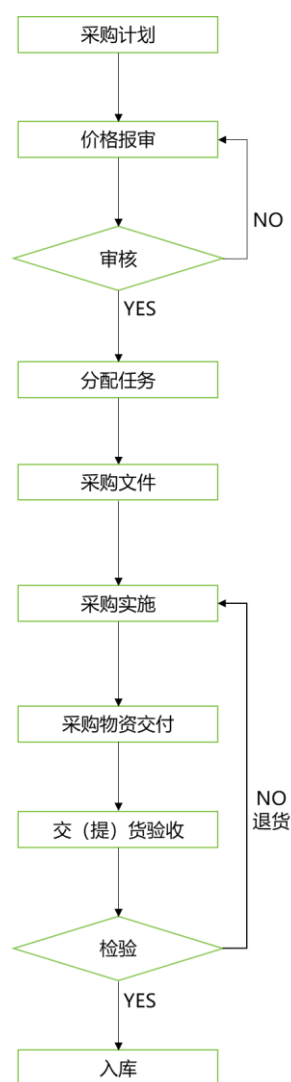 采购计划
价格报审
NO
审核
YES
分配任务
采购文件
采购实施
采购物资交付
NO
退货
交（提）货验收
检验
YES
入库